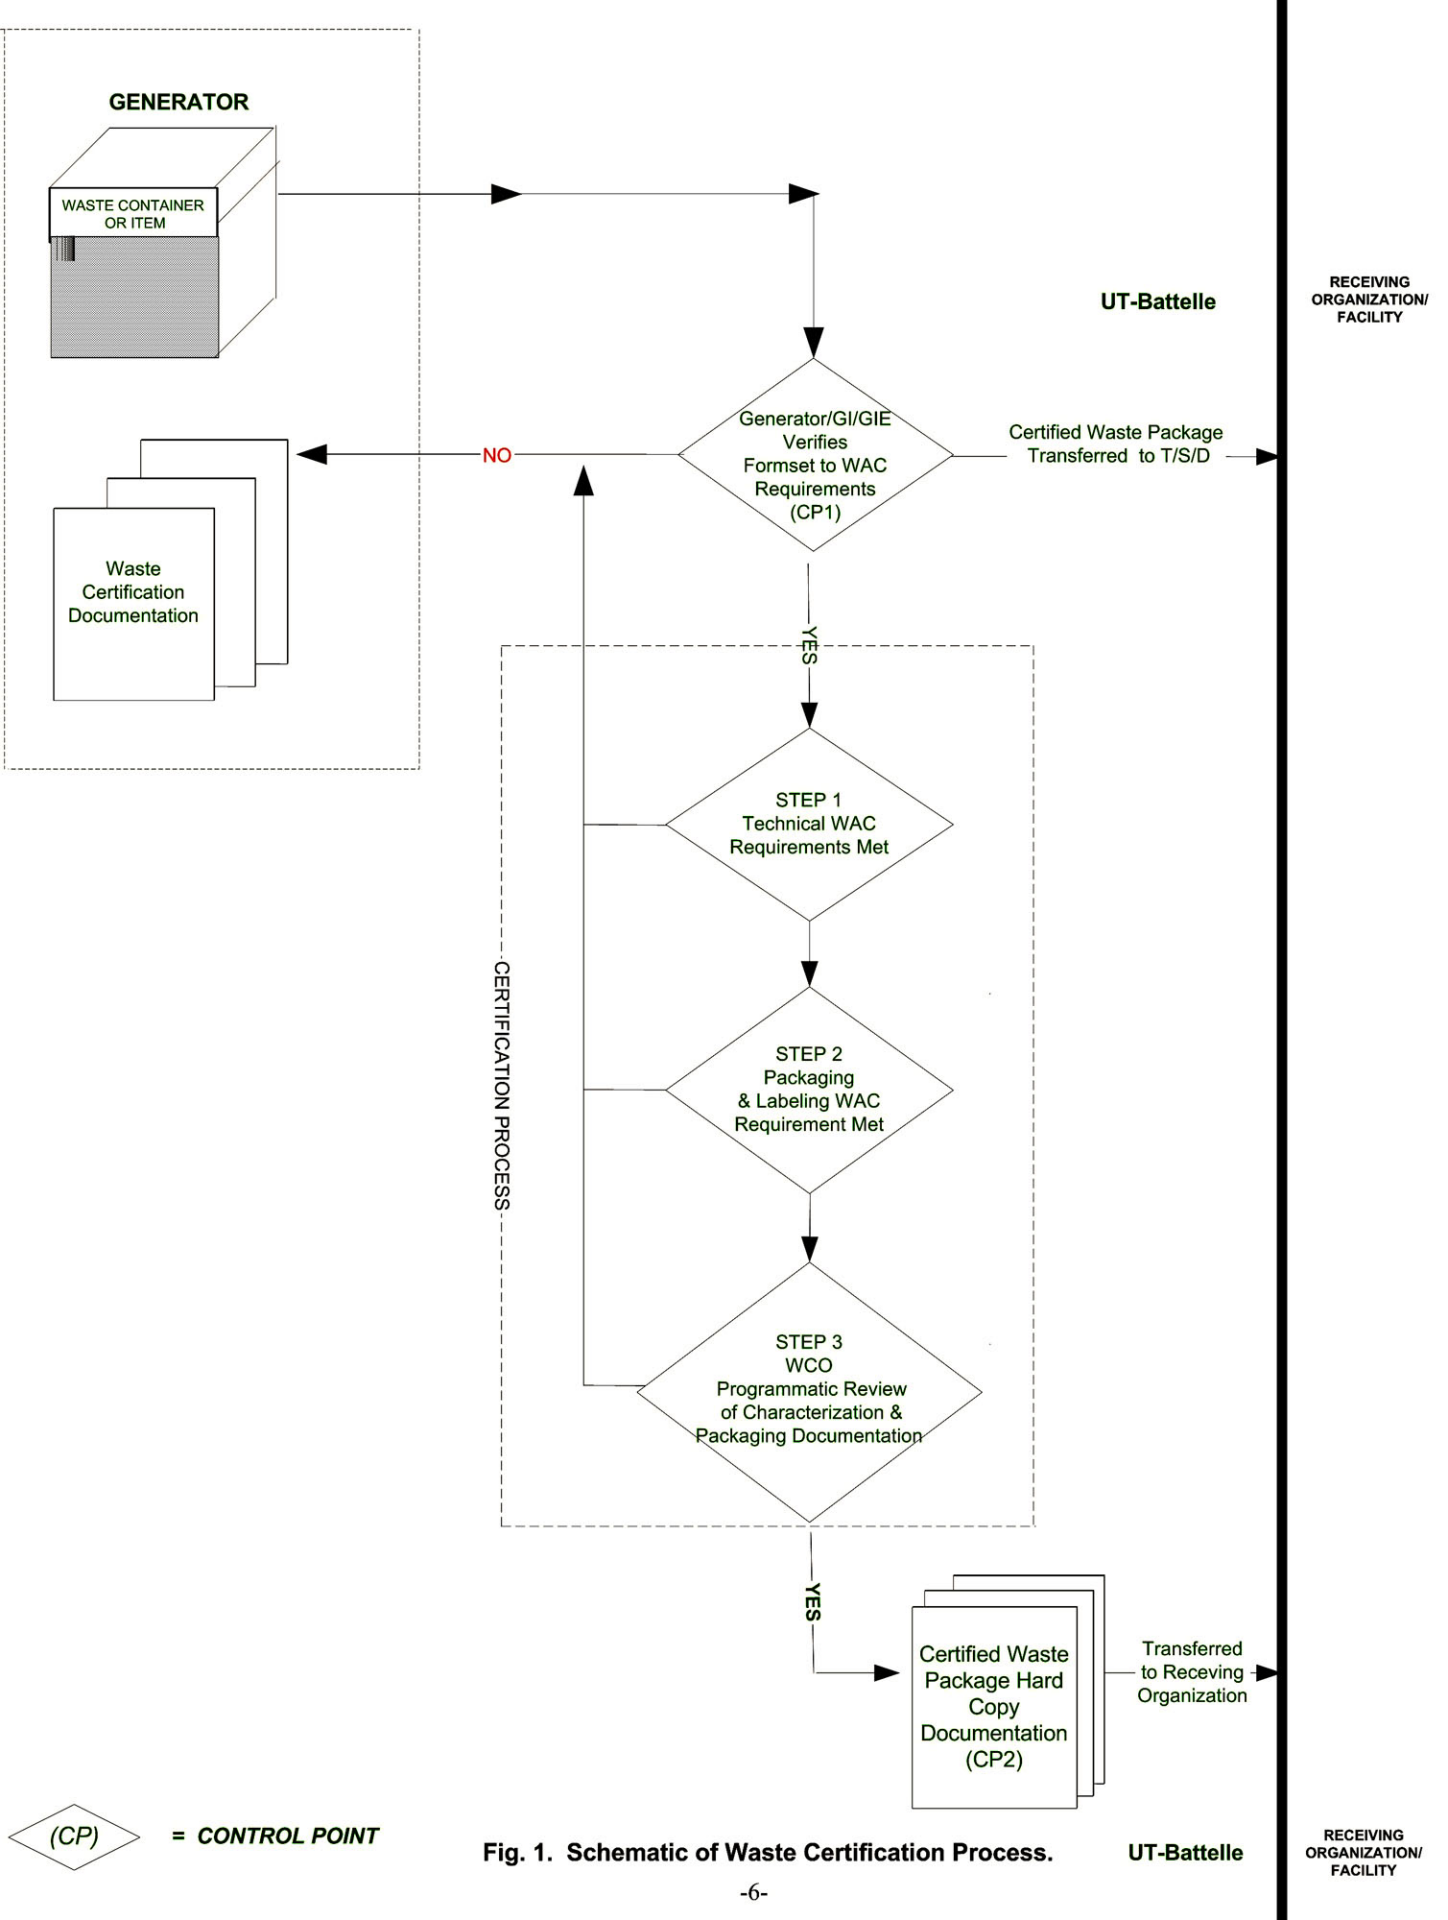 GENERATOR
WASTE CONTAINER
OR ITEM
UT-Battelle
RECEIVING
ORGANIZATION/
FACILITY
Generator/GI/GIE
Verifies
Formset to WAC
Requirements
(CP1)
NO
Certified Waste Package
Transferred to T/S/D
Waste
Certification
Documentation
YES
STEP 1
Technical WAC
Requirements Met
CERTIFICATION PROCESS
STEP 2
Packaging
& Labeling WAC
Requirement Met
STEP 3
WCO
Programmatic Review
of Characterization &
Packaging Documentation
YES
Certified Waste
Package Hard
Copy
Documentation
(CP2)
Transferred
to Receving
Organization
(CP)
= CONTROL POINT
Fig. 1. Schematic of Waste Certification Process.
UT-Battelle
RECEIVING
ORGANIZATION/
FACILITY
-6-